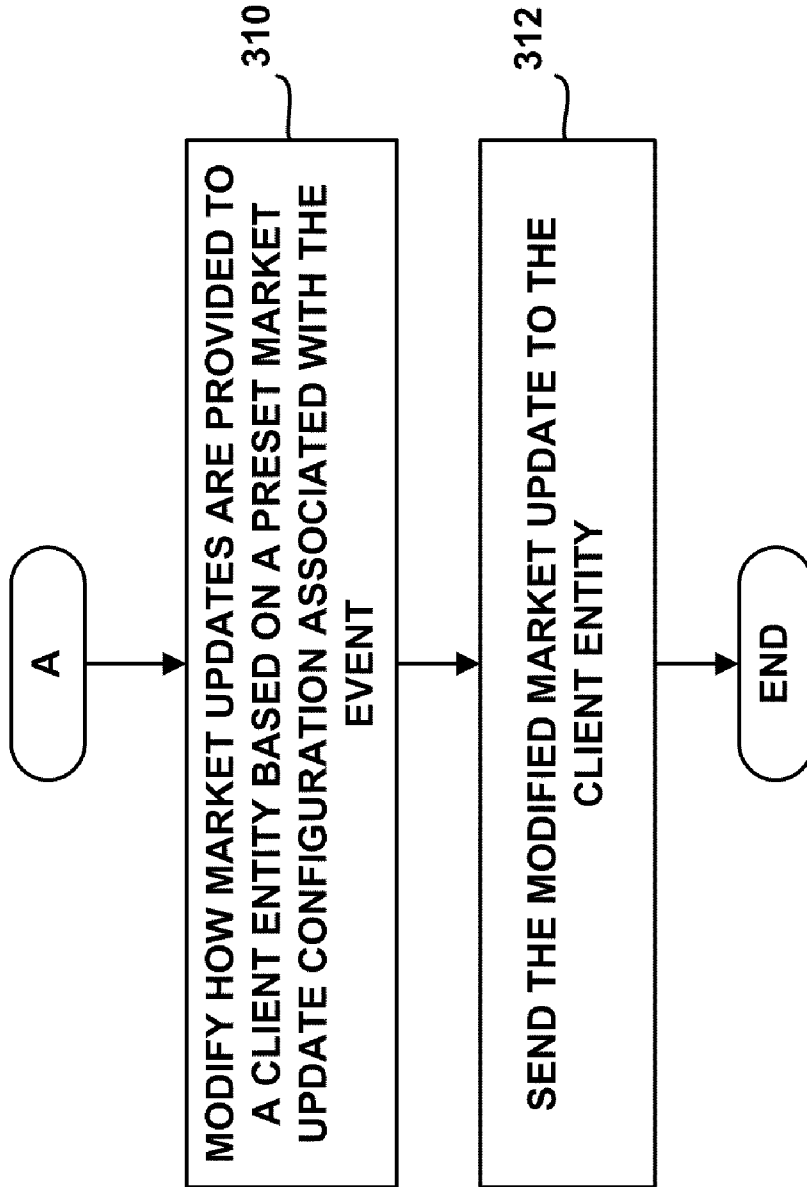 A
MODIFY HOW MARKET UPDATES ARE PROVIDED TO
A CLIENT ENTITY BASED ON A PRESET MARKET
UPDATE CONFIGURATION ASSOCIATED WITH THE
EVENT
310
SEND THE MODIFIED MARKET UPDATE TO THE
CLIENT ENTITY
312
END